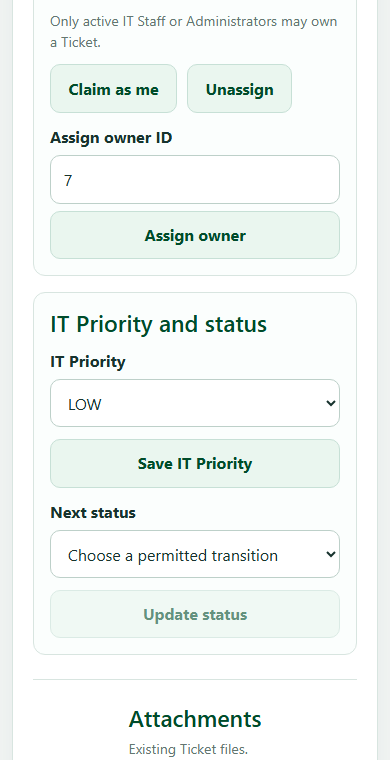 Only active IT Staff or Administrators may own
a Ticket.
Claim as me
Unassign
Assign owner ID
7
Assign owner
IT Priority and status
IT Priority
LOW
Save IT Priority
Next status
Choose a permitted transition
Update status
Attachments
Existing Ticket files.